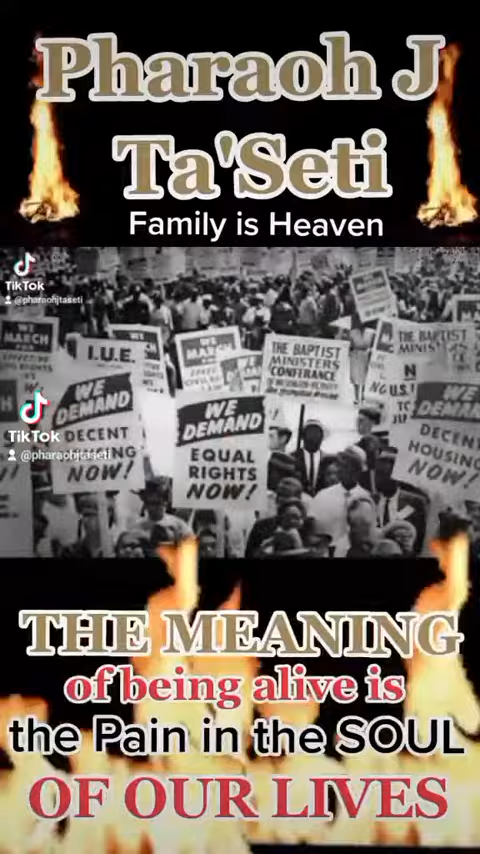 Pharaoh J
Ta'Seti
Family is Heaven
TikTok
@pharaohjtaseti
WE
MARCH
I.U.E.
WE
MARCH
THE BAPTIST
MINISTERS
CONFERANCE
THE BAPTIST
WE
DEMAND
DECENT
NOW!
WE
DEMAND
EQUAL
RIGHTS
NOW!
DECENT
HOUSING
NOW!
TikTok
@pharaohjtaseti
THE MEANING
of being alive is
the Pain in the SOUL
OF OUR LIVES